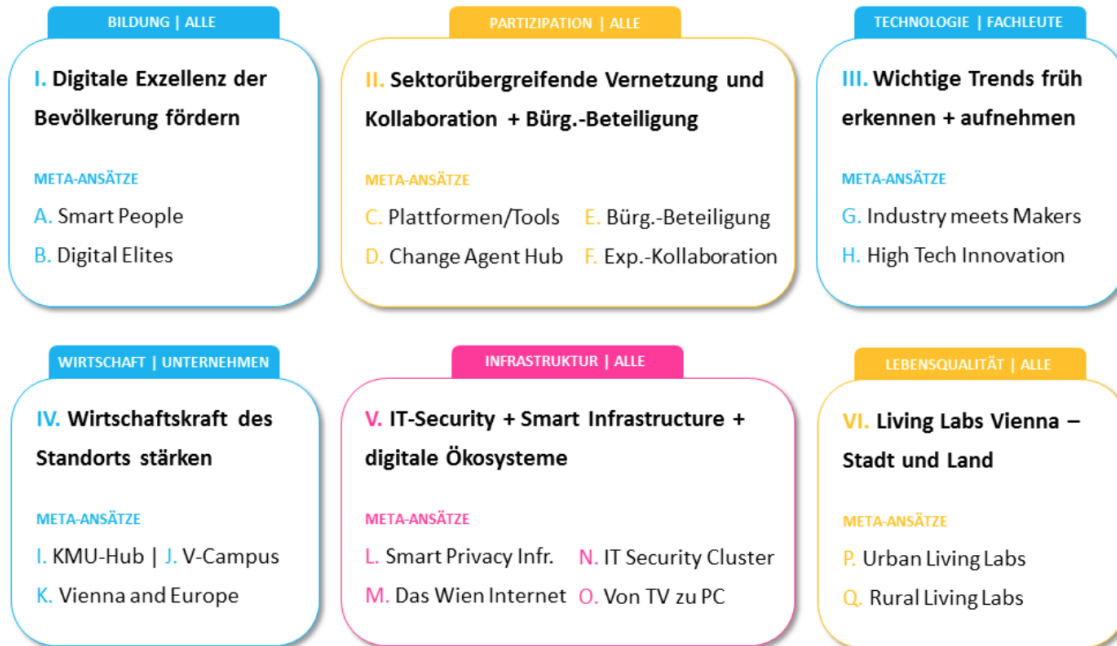 BILDUNG | ALLE
I. Digitale Exzellenz der
Bevölkerung fördern
META-ANSÄTZE
A. Smart People
B. Digital Elites
PARTIZIPATION | ALLE
II. Sektorübergreifende Vernetzung und
Kollaboration + Bürg.-Beteiligung
META-ANSÄTZE
C. Plattformen/Tools E. Bürg.-Beteiligung
D. Change Agent Hub F. Exp.-Kollaboration
TECHNOLOGIE | FACHLEUTE
III. Wichtige Trends früh
erkennen + aufnehmen
META-ANSÄTZE
G. Industry meets Makers
H. High Tech Innovation
WIRTSCHAFT | UNTERNEHMEN
IV. Wirtschaftskraft des
Standorts stärken
META-ANSÄTZE
I. KMU-Hub | J. V-Campus
K. Vienna and Europe
INFRASTRUKTUR | ALLE
V. IT-Security + Smart Infrastructure +
digitale Ökosysteme
META-ANSÄTZE
L. Smart Privacy Infr. N. IT Security Cluster
M. Das Wien Internet O. Von TV zu PC
LEBENSQUALITÄT | ALLE
VI. Living Labs Vienna –
Stadt und Land
META-ANSÄTZE
P. Urban Living Labs
Q. Rural Living Labs